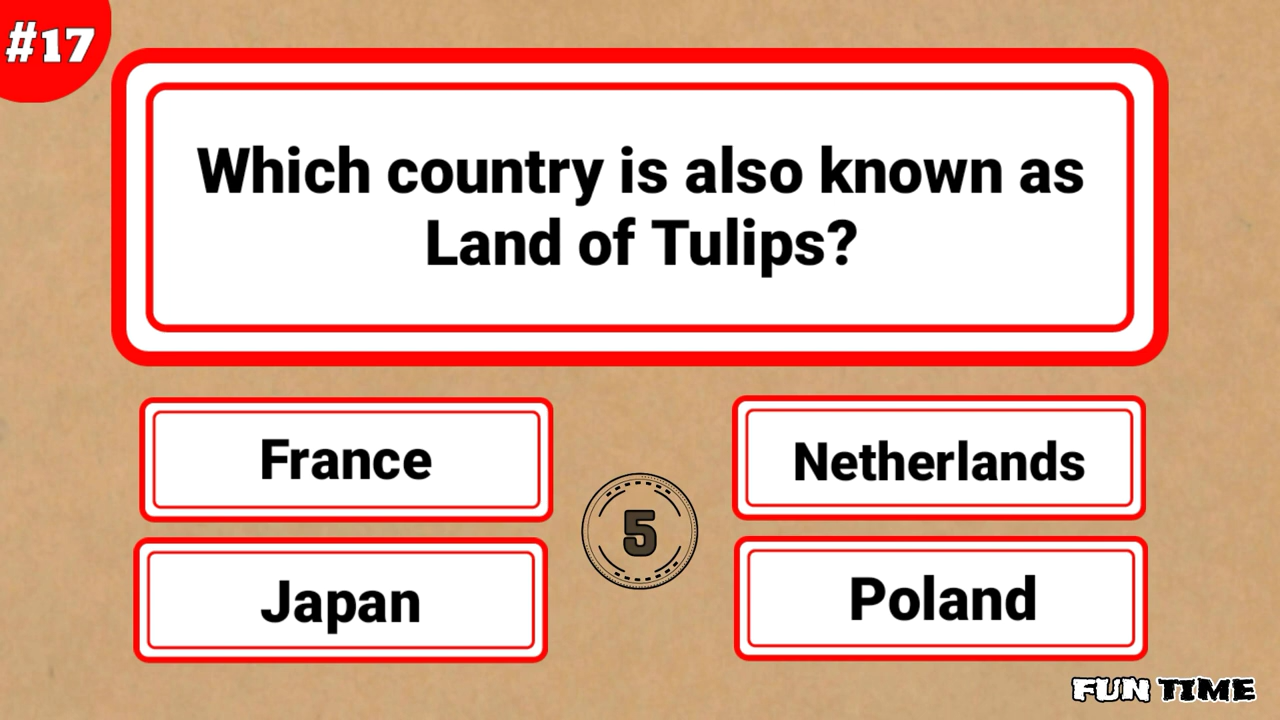 #17
Which country is also known as
Land of Tulips?
France
Netherlands
5
Japan
Poland
FUN TIME